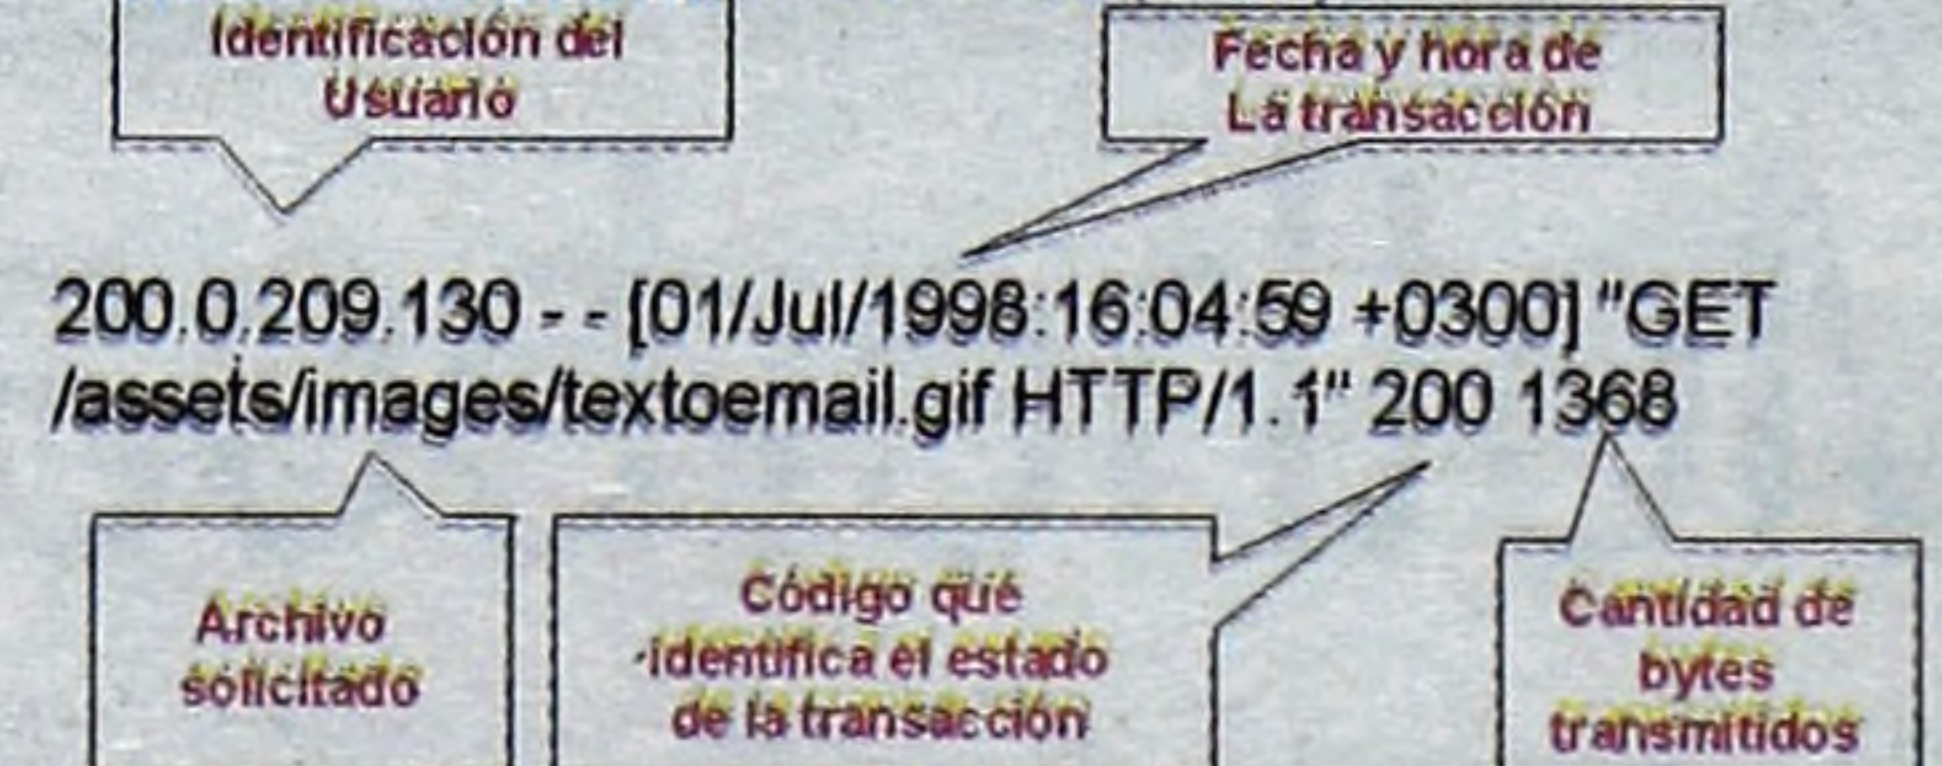 Identificación del
Usuario
Fecha y hora de
La transacción
200.0.209.130 - - [01/Jul/1998:16:04:59 +0300] "GET
/assets/images/textoemail.gif HTTP/1.1" 200 1368
Archivo
solicitado
Código que
identifica el estado
de la transacción
Cantidad de
bytes
transmitidos